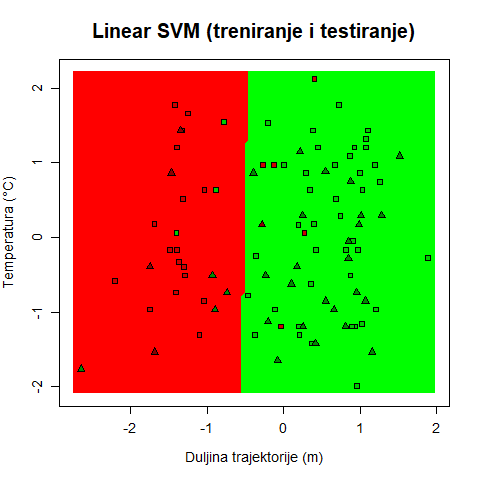 Linear SVM (treniranje i testiranje)
Temperatura (°C)
2
1
0
-1
-2
-2 -1 0 1 2
Duljina trajektorije (m)